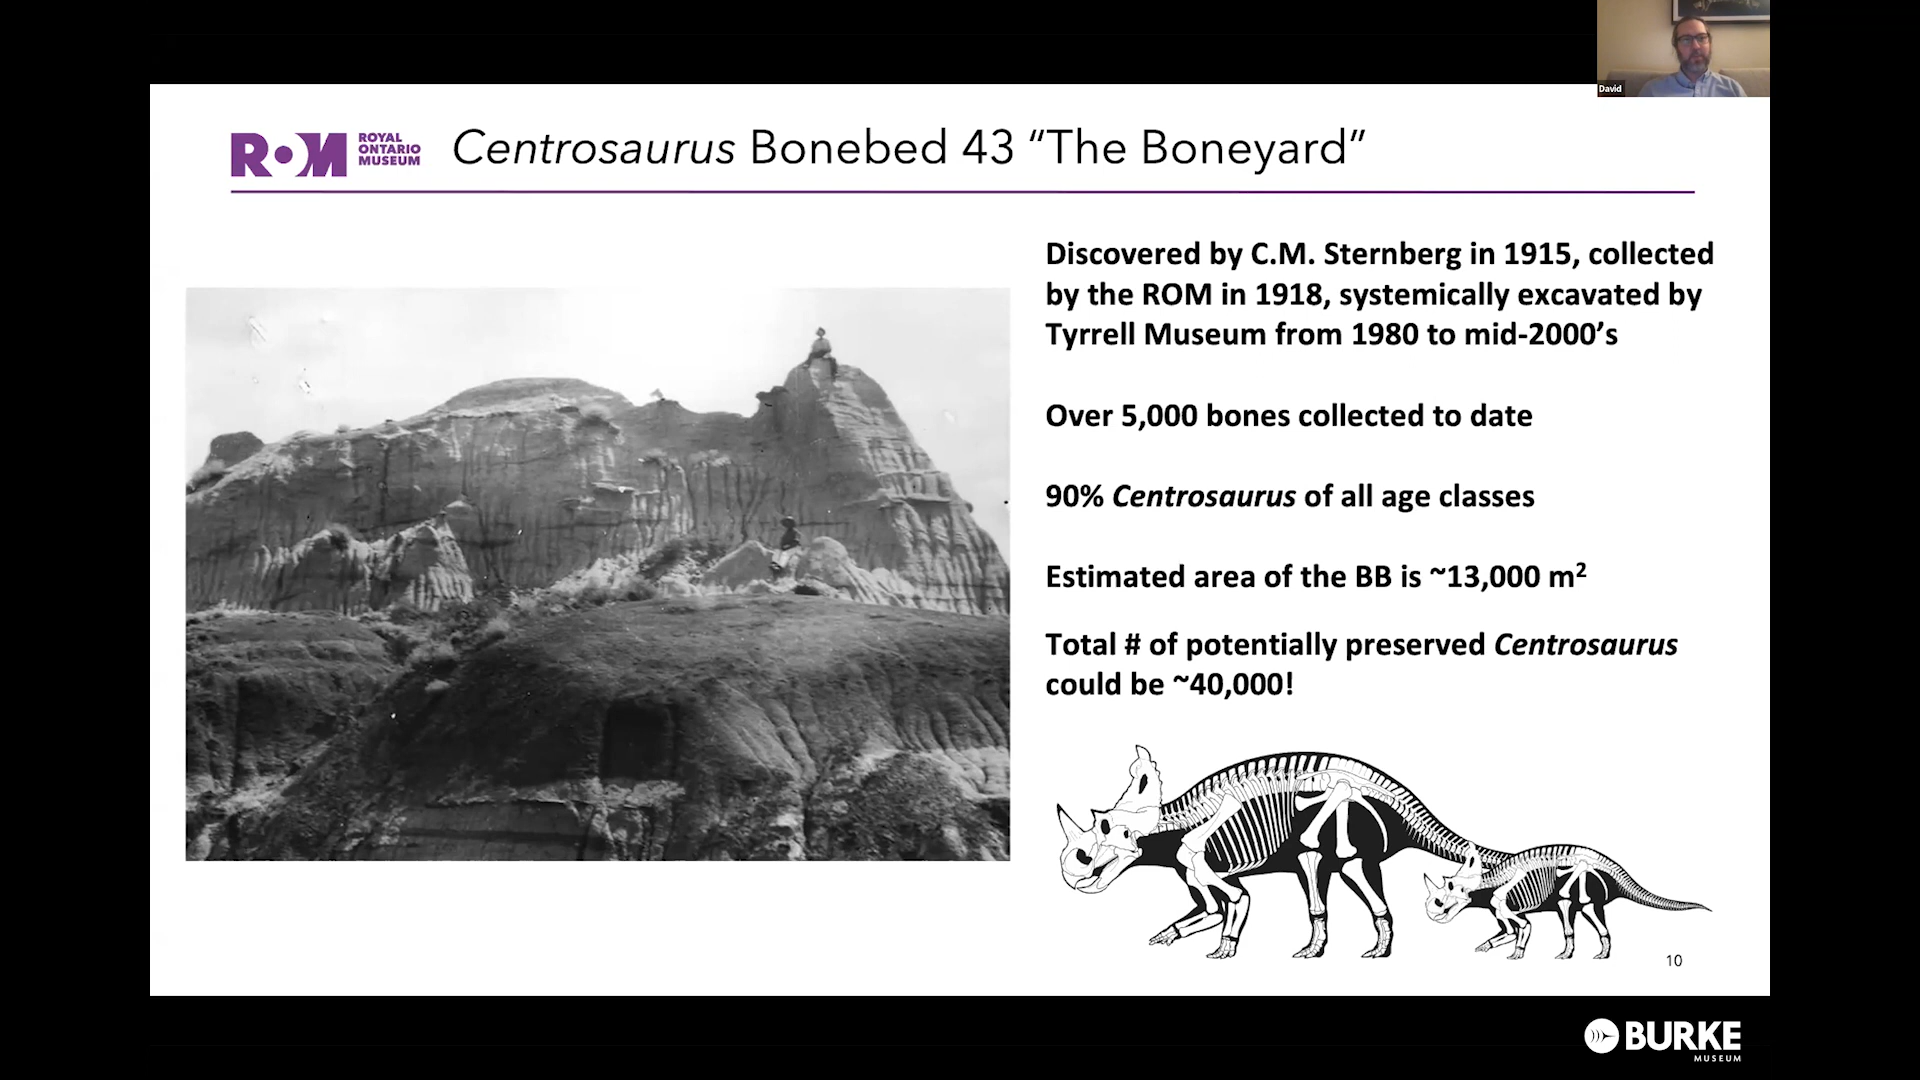 David
ROM
ROYAL
ONTARIO
MUSEUM
Centrosaurus Bonebed 43 “The Boneyard”
Discovered by C.M. Sternberg in 1915, collected
by the ROM in 1918, systemically excavated by
Tyrrell Museum from 1980 to mid-2000’s
Over 5,000 bones collected to date
90% Centrosaurus of all age classes
Estimated area of the BB is ~13,000 m²
Total # of potentially preserved Centrosaurus
could be ~40,000!
10
BURKE
MUSEUM